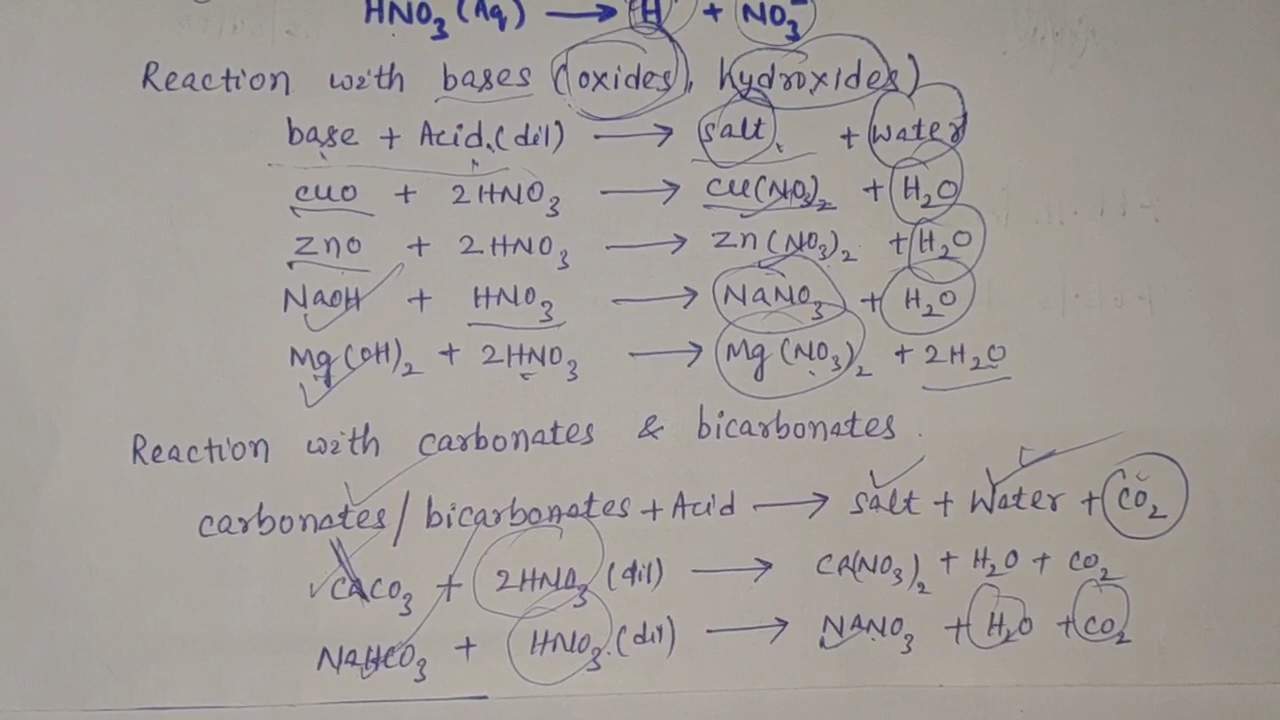 HNO₃ (Aq) ⟶ H⁺ + NO₃⁻
Reaction with bases (oxides, hydroxides)
base + Acid (dil) ⟶ salt + water
CuO + 2HNO₃ ⟶ Cu(NO₃)₂ + H₂O
ZnO + 2HNO₃ ⟶ Zn(NO₃)₂ + H₂O
NaOH + HNO₃ ⟶ NaNO₃ + H₂O
Mg(OH)₂ + 2HNO₃ ⟶ Mg(NO₃)₂ + 2H₂O
Reaction with carbonates & bicarbonates.
carbonates/bicarbonates + Acid ⟶ salt + Water + CO₂
CACO₃ + 2HNO₃ (dil) ⟶ CA(NO₃)₂ + H₂O + CO₂
NAHCO₃ + HNO₃ (dil) ⟶ NANO₃ + H₂O + CO₂